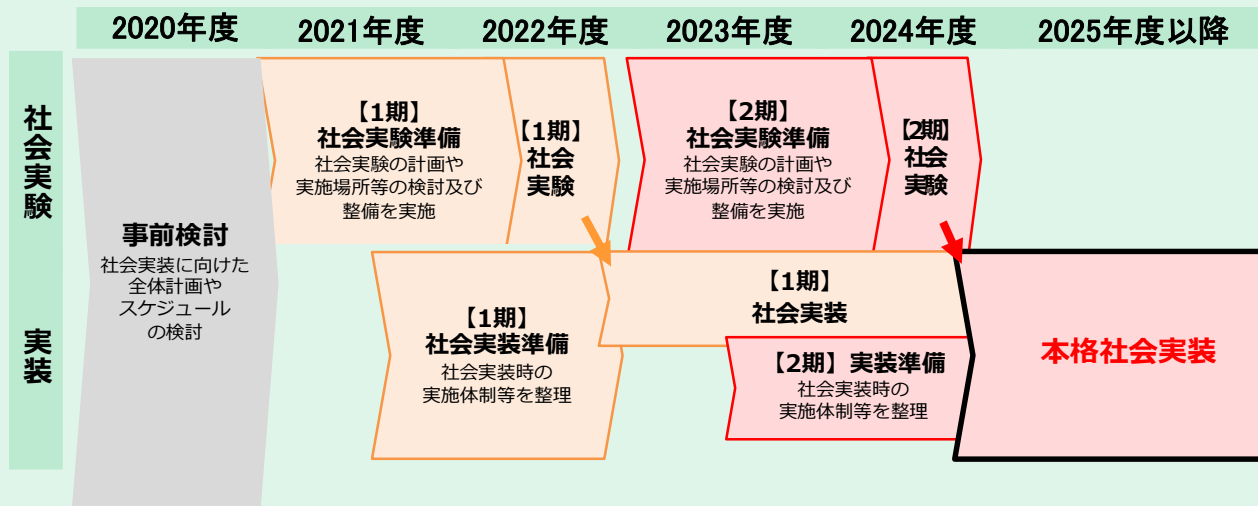 2020年度 2021年度 2022年度 2023年度 2024年度 2025年度以降
社会実験
事前検討
社会実装に向けた
全体計画や
スケジュール
の検討
【1期】
社会実験準備
社会実験の計画や
実施場所等の検討及び
整備を実施
【1期】
社会
実験
【2期】
社会実験準備
社会実験の計画や
実施場所等の検討及び
整備を実施
【2期】
社会
実験
実装
【1期】
社会実装準備
社会実装時の
実施体制等を整理
【1期】
社会実装
【2期】実装準備
社会実装時の
実施体制等を整理
本格社会実装